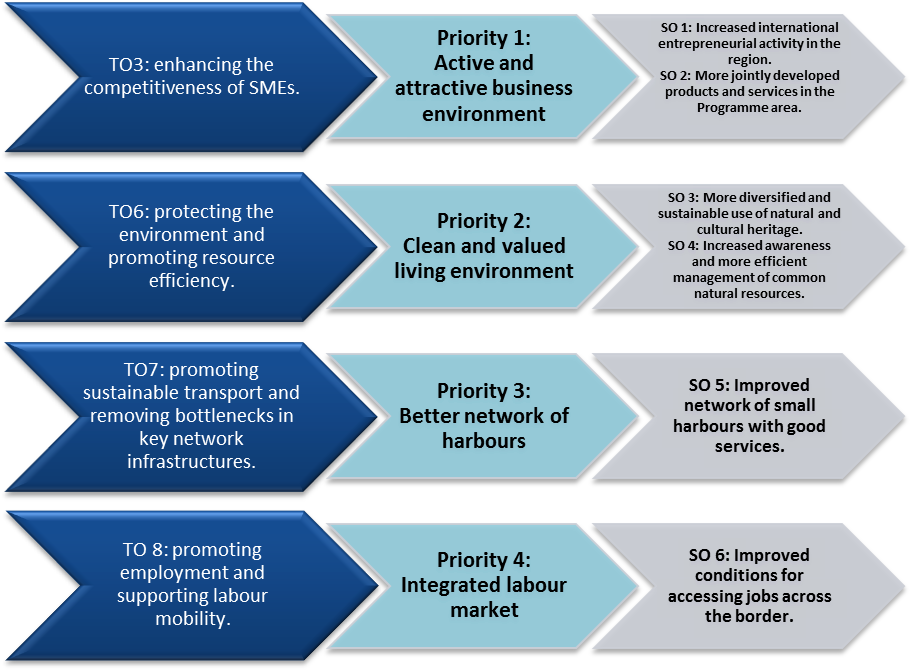 TO3: enhancing the
competitiveness of SMEs.
Priority 1:
Active and
attractive business
environment
SO 1: Increased international
entrepreneurial activity in the
region.
SO 2: More jointly developed
products and services in the
Programme area.
TO6: protecting the
environment and
promoting resource
efficiency.
Priority 2:
Clean and valued
living environment
SO 3: More diversified and
sustainable use of natural and
cultural heritage.
SO 4: Increased awareness
and more efficient
management of common
natural resources.
TO7: promoting
sustainable transport and
removing bottlenecks in
key network
infrastructures.
Priority 3:
Better network of
harbours
SO 5: Improved
network of small
harbours with good
services.
TO 8: promoting
employment and
supporting labour
mobility.
Priority 4:
Integrated labour
market
SO 6: Improved
conditions for
accessing jobs across
the border.